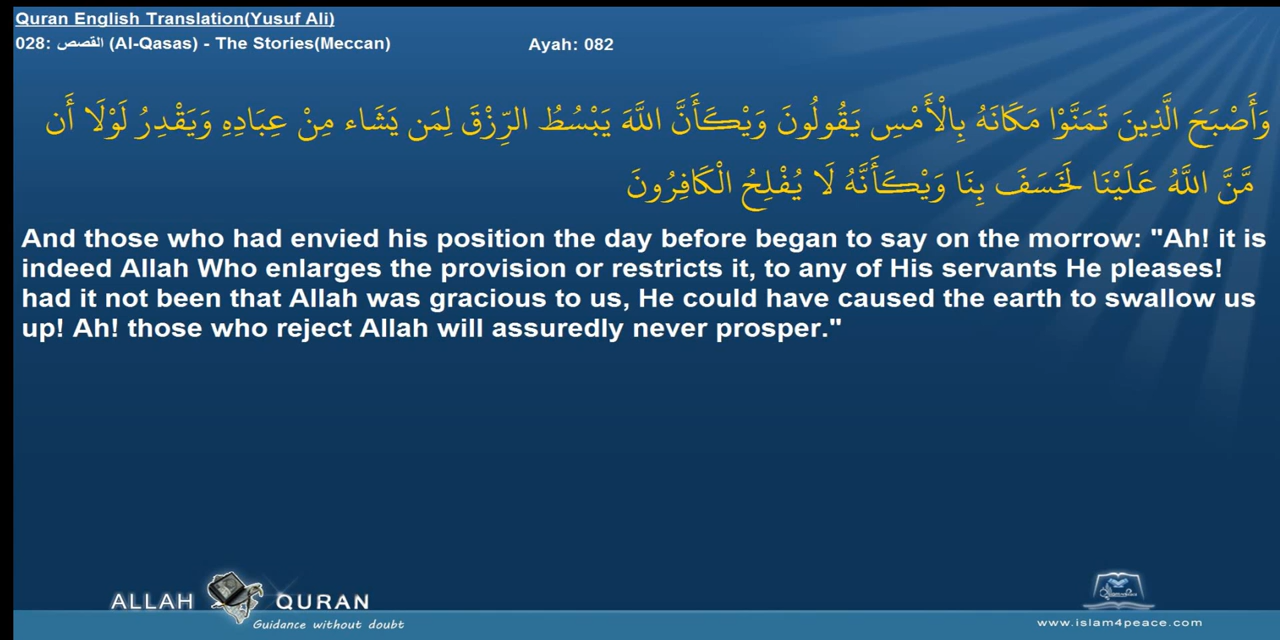 Quran English Translation(Yusuf Ali)
028: القصص (Al-Qasas) - The Stories(Meccan)
Ayah: 082
وَأَصْبَحَ الَّذِينَ تَمَنَّوْا مَكَانَهُ بِالْأَمْسِ يَقُولُونَ وَيْكَأَنَّ اللَّهَ يَبْسُطُ الرِّزْقَ لِمَن يَشَاء مِنْ عِبَادِهِ وَيَقْدِرُ لَوْلَا أَن
مَّنَّ اللَّهُ عَلَيْنَا لَخَسَفَ بِنَا وَيْكَأَنَّهُ لَا يُفْلِحُ الْكَافِرُونَ
And those who had envied his position the day before began to say on the morrow: "Ah! it is
indeed Allah Who enlarges the provision or restricts it, to any of His servants He pleases!
had it not been that Allah was gracious to us, He could have caused the earth to swallow us
up! Ah! those who reject Allah will assuredly never prosper."
ALLAH QURAN
Guidance without doubt
www.islam4peace.com